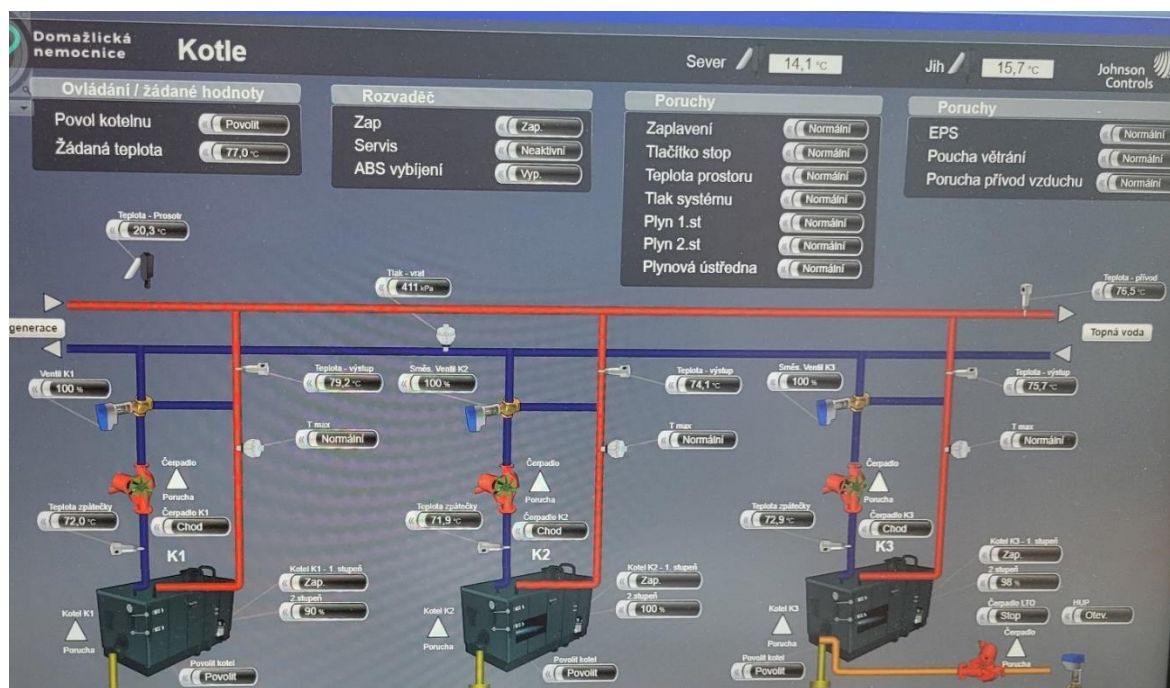 Domažlická
nemocnice
Kotle
Sever 14,1 °C
Jih 15,7 °C
Johnson
Controls
Ovládání / žádané hodnoty
Povol kotelnu Povolit
Žádaná teplota 77,0 °C
Rozvaděč
Zap Zap.
Servis Neaktivní
ABS vybíjení Vyp.
Poruchy
Zaplavení Normální
Tlačítko stop Normální
Teplota prostoru Normální
Tlak systému Normální
Plyn 1.st Normální
Plyn 2.st Normální
Plynová ústředna Normální
Poruchy
EPS Normální
Poucha větrání Normální
Porucha přívod vzduchu Normální
Teplota - Prosotr
20,3 °C
Tlak - vrat
411 kPa
Teplota - přívod
76,5 °C
generace
Topná voda
Ventil K1
100 %
Teplota - výstup
79,2 °C
Směs. Ventil K2
100 %
Teplota - výstup
74,1 °C
Směs. Ventil K3
100 %
Teplota - výstup
75,7 °C
T max
Normální
T max
Normální
T max
Normální
Čerpadlo
Porucha
Čerpadlo
Porucha
Čerpadlo
Porucha
Teplota zpátečky
72,0 °C
Čerpadlo K1
Chod
Teplota zpátečky
71,9 °C
Čerpadlo K2
Chod
Teplota zpátečky
72,9 °C
Čerpadlo K3
Chod
K1
K2
K3
Kotel K1 - 1. stupeň
Zap.
2.stupeň
90 %
Kotel K2 - 1. stupeň
Zap.
2.stupeň
100 %
Kotel K3 - 1. stupeň
Zap.
2.stupeň
98 %
Čerpadlo LTO
Stop
HUP
Otev.
Čerpadlo
Porucha
Kotel K1
Porucha
Kotel K2
Porucha
Kotel K3
Porucha
Povolit kotel
Povolit
Povolit kotel
Povolit
Povolit kotel
Povolit